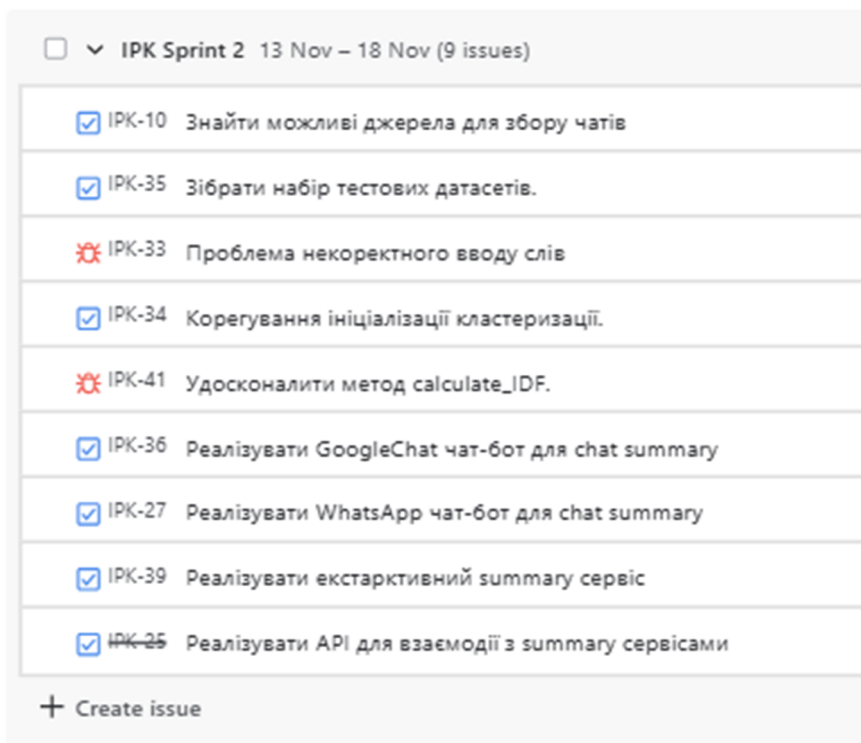 IPK Sprint 2 13 Nov – 18 Nov (9 issues)
IPK-10 Знайти можливі джерела для збору чатів
IPK-35 Зібрати набір тестових датасетів.
IPK-33 Проблема некоректного вводу слів
IPK-34 Корегування ініціалізації кластеризації.
IPK-41 Удосконалити метод calculate_IDF.
IPK-36 Реалізувати GoogleChat чат-бот для chat summary
IPK-27 Реалізувати WhatsApp чат-бот для chat summary
IPK-39 Реалізувати екстарктивний summary сервіс
IPK-25 Реалізувати API для взаємодії з summary сервісами
Create issue